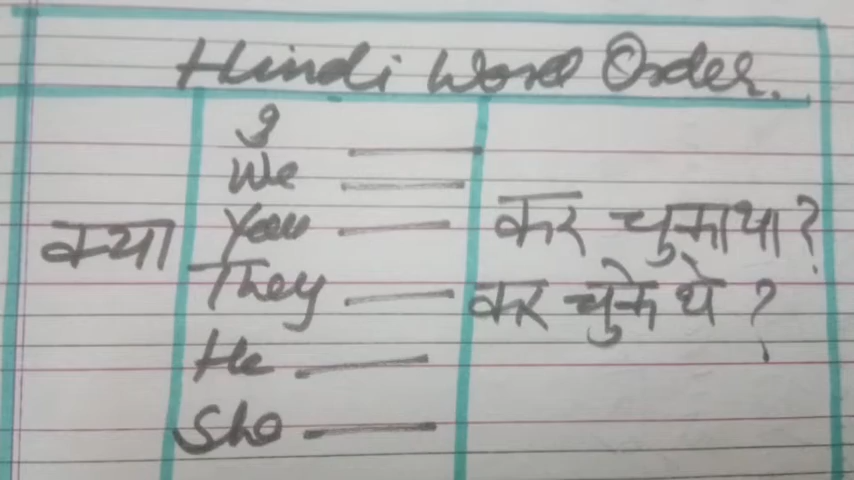 Hindi Word Order.
I
We
क्या You कर चुका था?
They कर चुके थे?
He
She